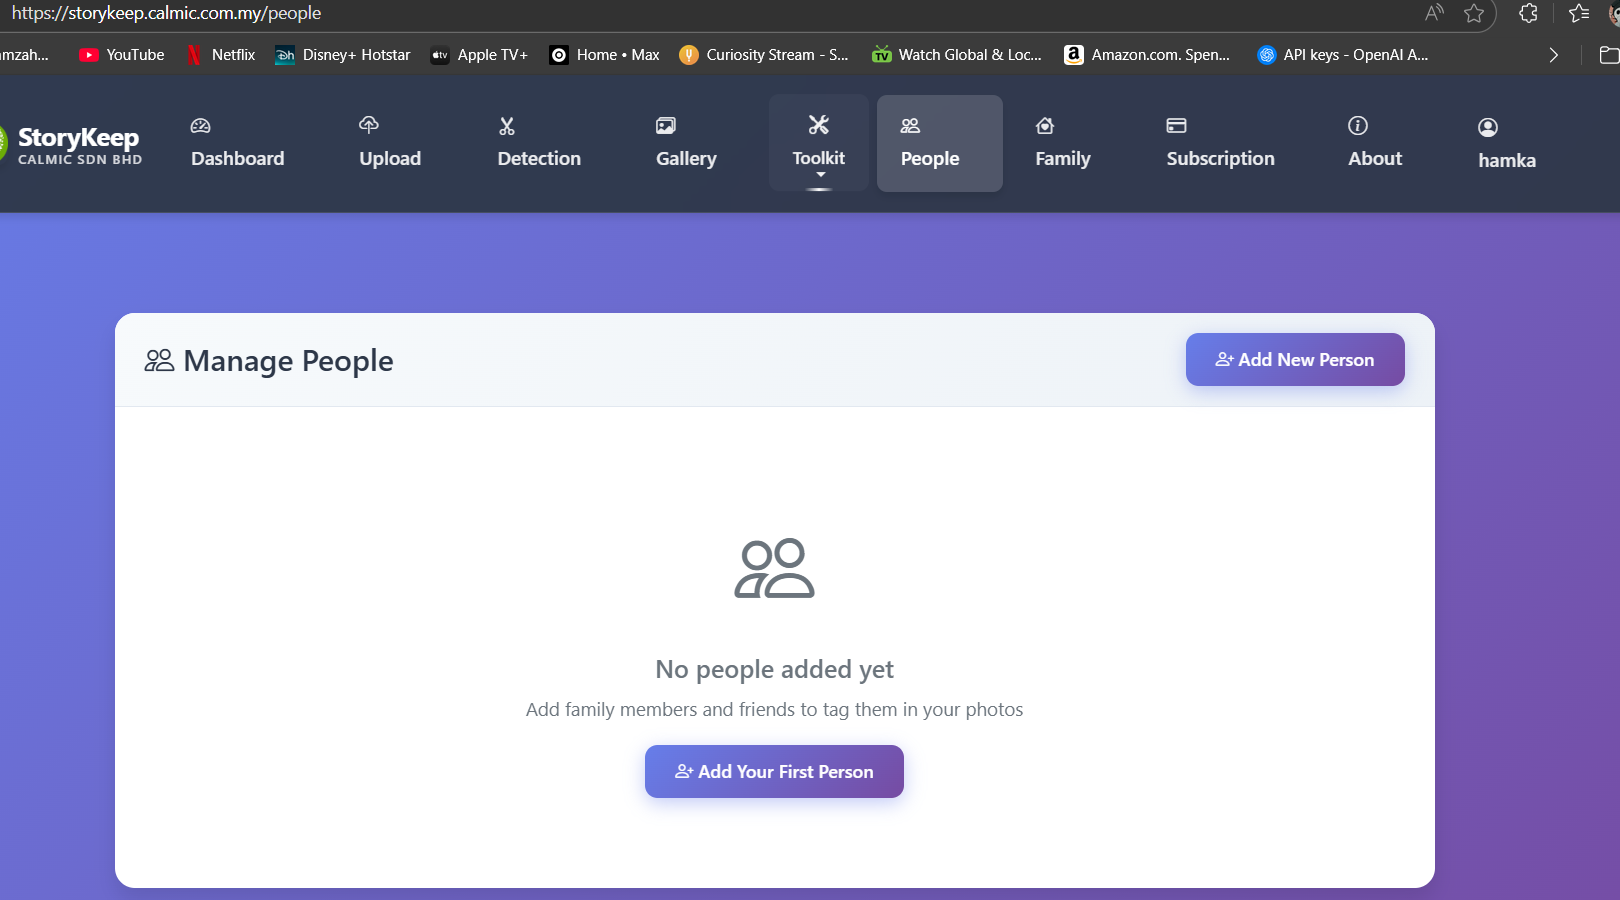 https://storykeep.calmic.com.my/people
mzah...
YouTube
Netflix
Disney+ Hotstar
Apple TV+
Home • Max
Curiosity Stream - S...
Watch Global & Loc...
Amazon.com. Spen...
API keys - OpenAI A...
StoryKeep
CALMIC SDN BHD
Dashboard
Upload
Detection
Gallery
Toolkit
People
Family
Subscription
About
hamka
Manage People
Add New Person
No people added yet
Add family members and friends to tag them in your photos
Add Your First Person